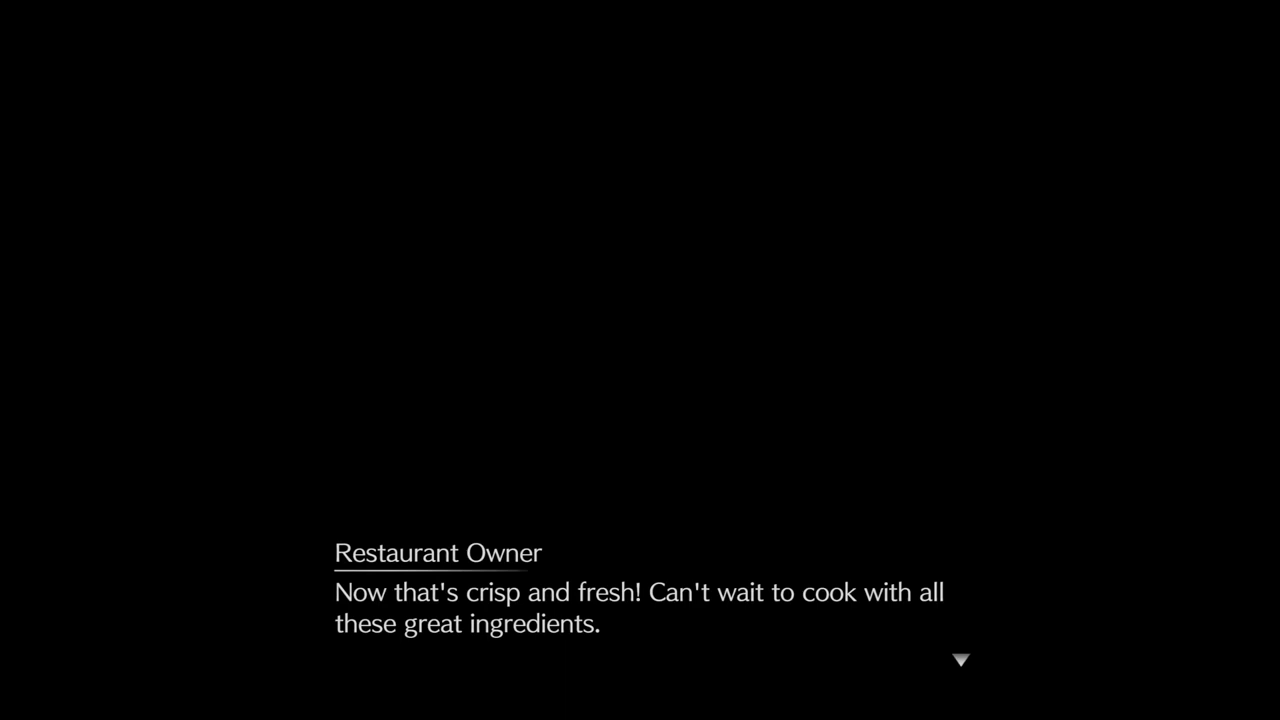 Restaurant Owner
Now that's crisp and fresh! Can't wait to cook with all
these great ingredients.